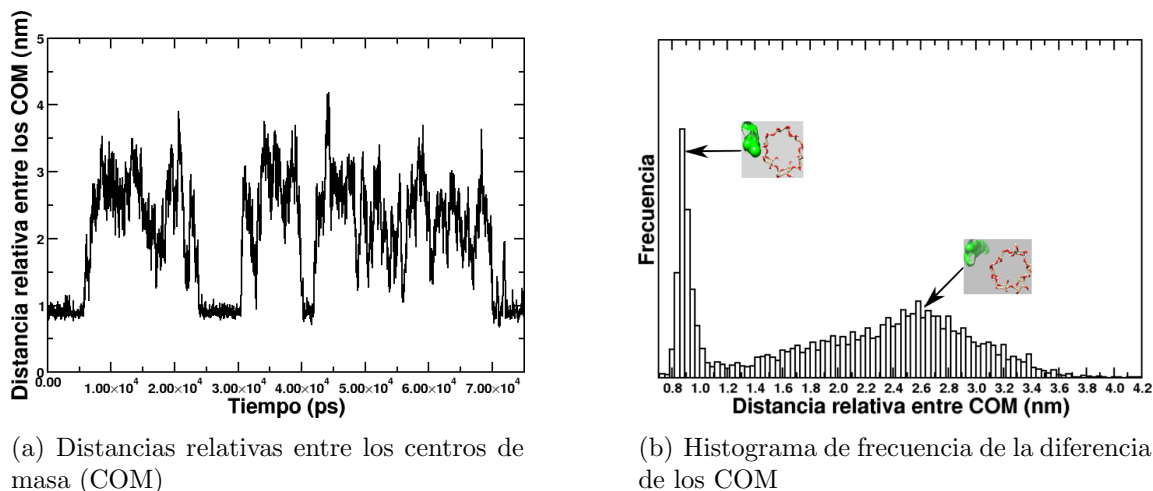 Distancia relativa entre los COM (nm)
5
4
3
2
1
0
0.00
1.00×10⁴
2.00×10⁴
3.00×10⁴
4.00×10⁴
5.00×10⁴
6.00×10⁴
7.00×10⁴
Tiempo (ps)
(a) Distancias relativas entre los centros de
masa (COM)
Frecuencia
0.8 1.0 1.2 1.4 1.6 1.8 2.0 2.2 2.4 2.6 2.8 3.0 3.2 3.4 3.6 3.8 4.0 4.2
Distancia relativa entre COM (nm)
(b) Histograma de frecuencia de la diferencia
de los COM